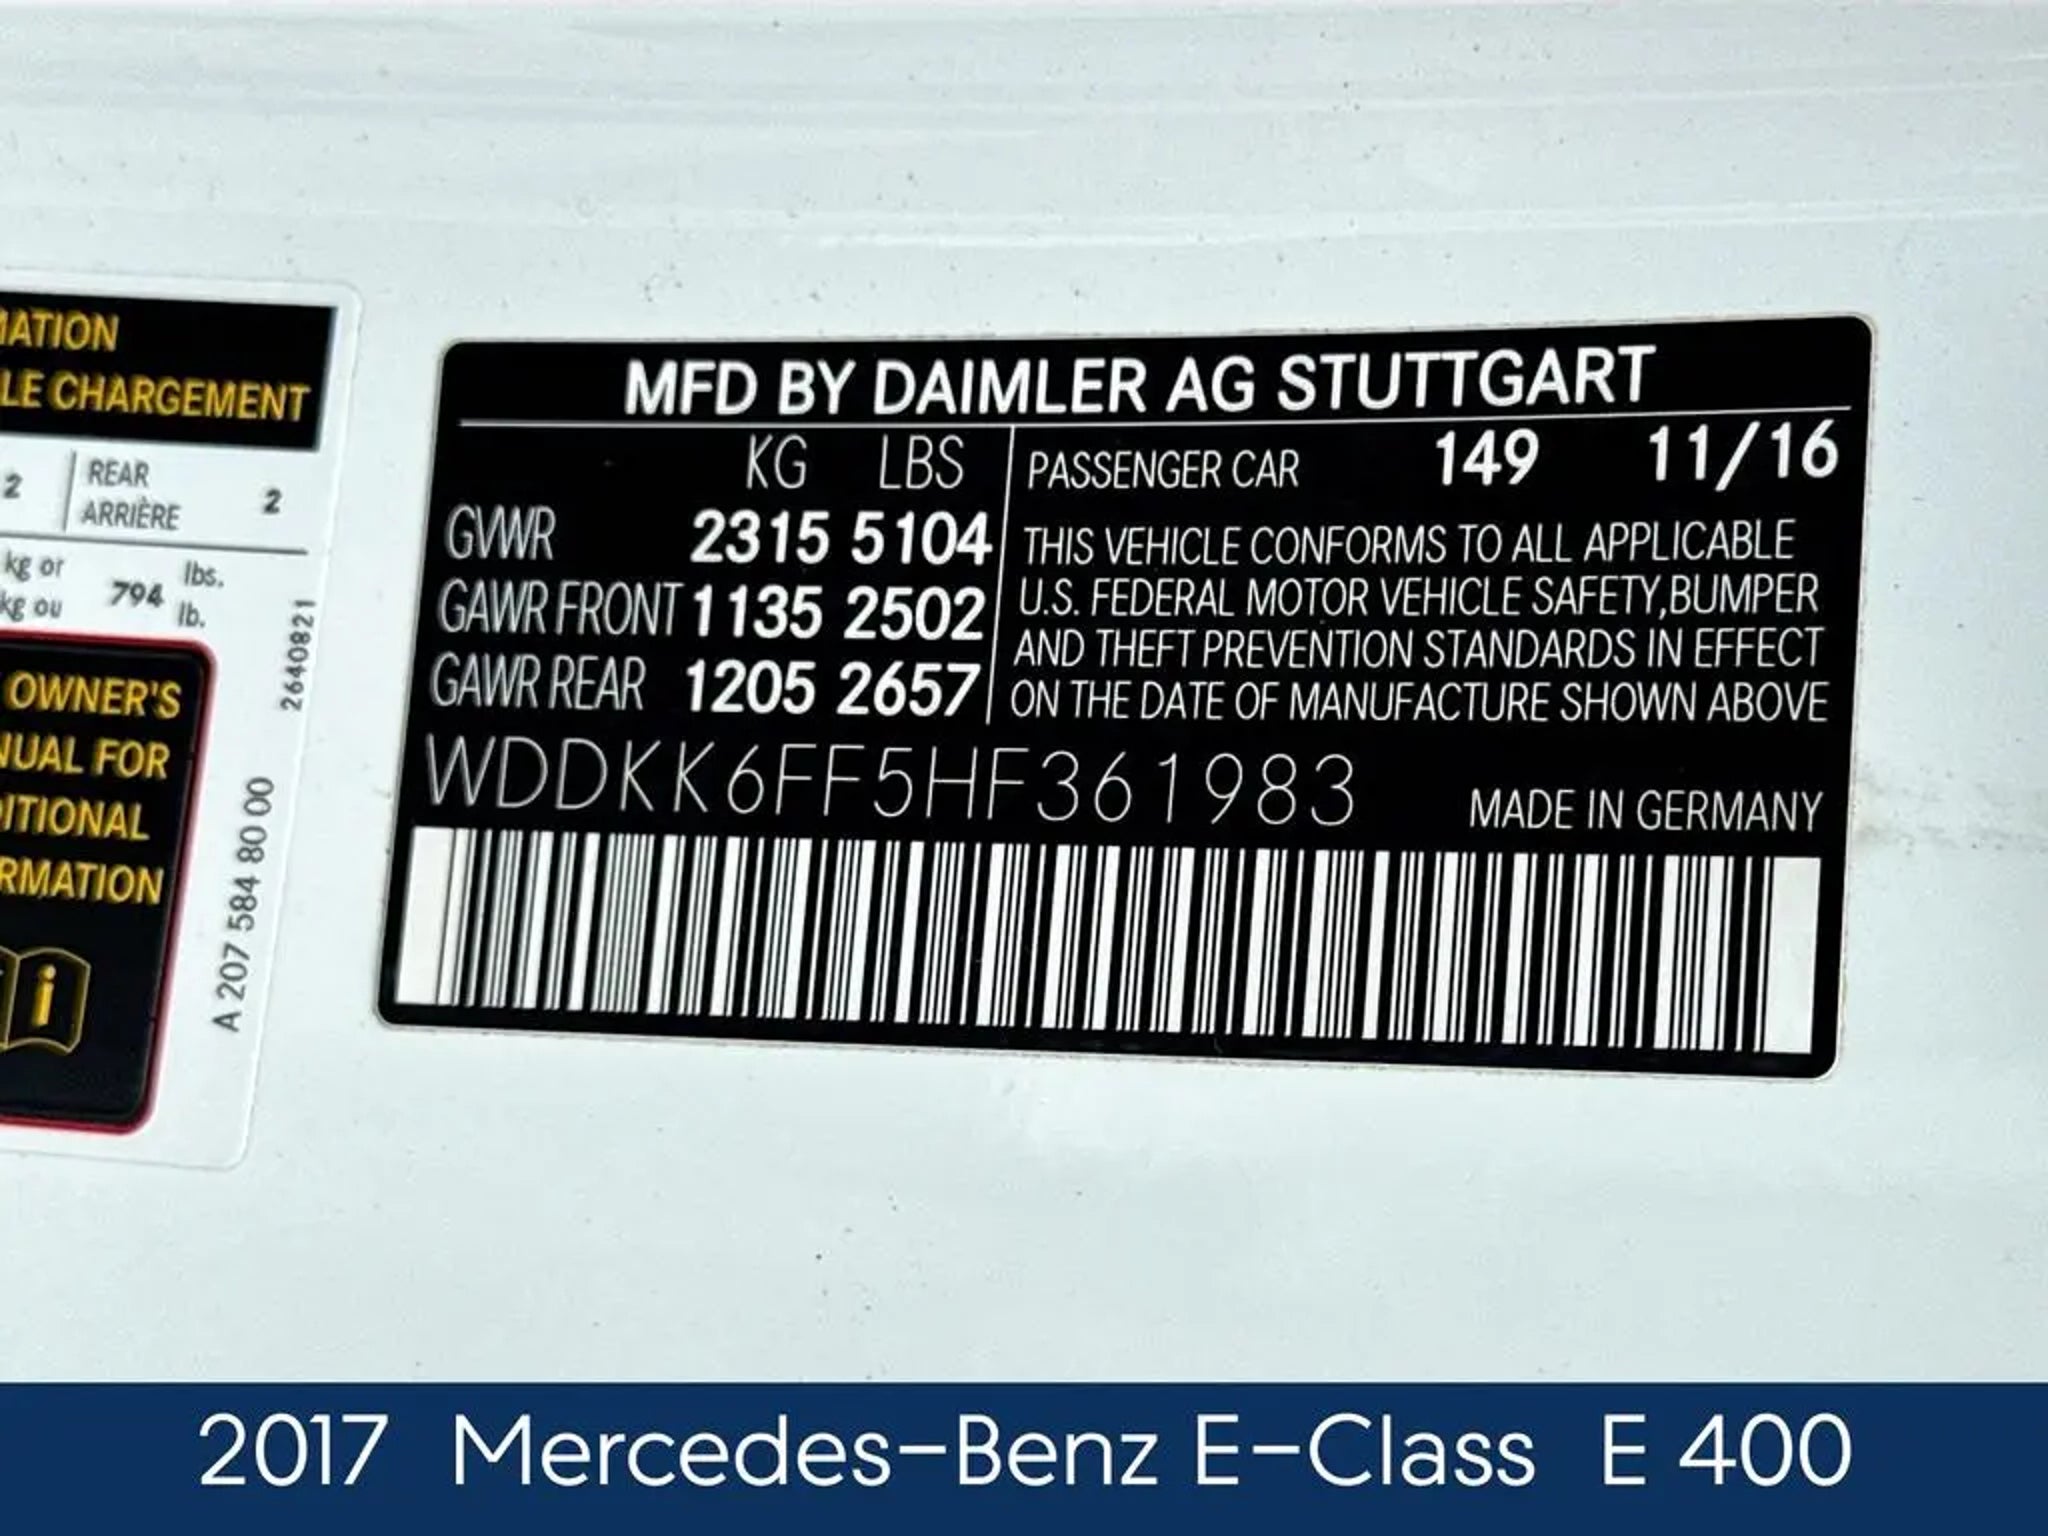 MATION
LE CHARGEMENT
2 REAR 2
ARRIÈRE
kg or 794 lbs.
kg ou lb.
OWNER'S
NUAL FOR
DITIONAL
RMATION
i
A 207 584 80 00
2640821
MFD BY DAIMLER AG STUTTGART
KG LBS
GVWR 2315 5104
GAWR FRONT 1135 2502
GAWR REAR 1205 2657
PASSENGER CAR 149 11/16
THIS VEHICLE CONFORMS TO ALL APPLICABLE
U.S. FEDERAL MOTOR VEHICLE SAFETY,BUMPER
AND THEFT PREVENTION STANDARDS IN EFFECT
ON THE DATE OF MANUFACTURE SHOWN ABOVE
WDDKK6FF5HF361983
MADE IN GERMANY
2017 Mercedes-Benz E-Class E 400